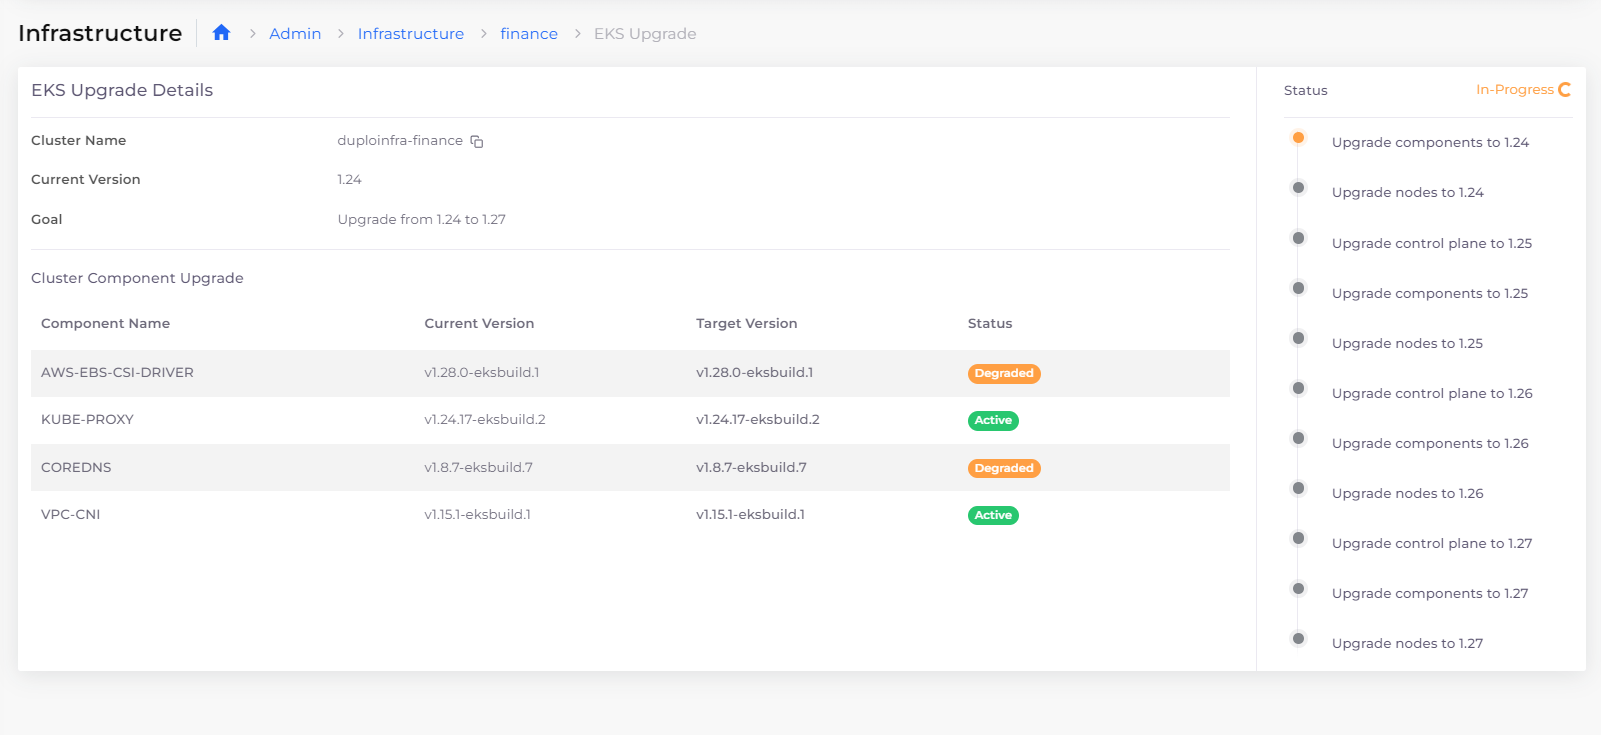 Infrastructure
Admin > Infrastructure > finance > EKS Upgrade
EKS Upgrade Details
Cluster Name duploinfra-finance
Current Version 1.24
Goal Upgrade from 1.24 to 1.27
Cluster Component Upgrade
Component Name Current Version Target Version Status
AWS-EBS-CSI-DRIVER v1.28.0-eksbuild.1 v1.28.0-eksbuild.1 Degraded
KUBE-PROXY v1.24.17-eksbuild.2 v1.24.17-eksbuild.2 Active
COREDNS v1.8.7-eksbuild.7 v1.8.7-eksbuild.7 Degraded
VPC-CNI v1.15.1-eksbuild.1 v1.15.1-eksbuild.1 Active
Status In-Progress
Upgrade components to 1.24
Upgrade nodes to 1.24
Upgrade control plane to 1.25
Upgrade components to 1.25
Upgrade nodes to 1.25
Upgrade control plane to 1.26
Upgrade components to 1.26
Upgrade nodes to 1.26
Upgrade control plane to 1.27
Upgrade components to 1.27
Upgrade nodes to 1.27